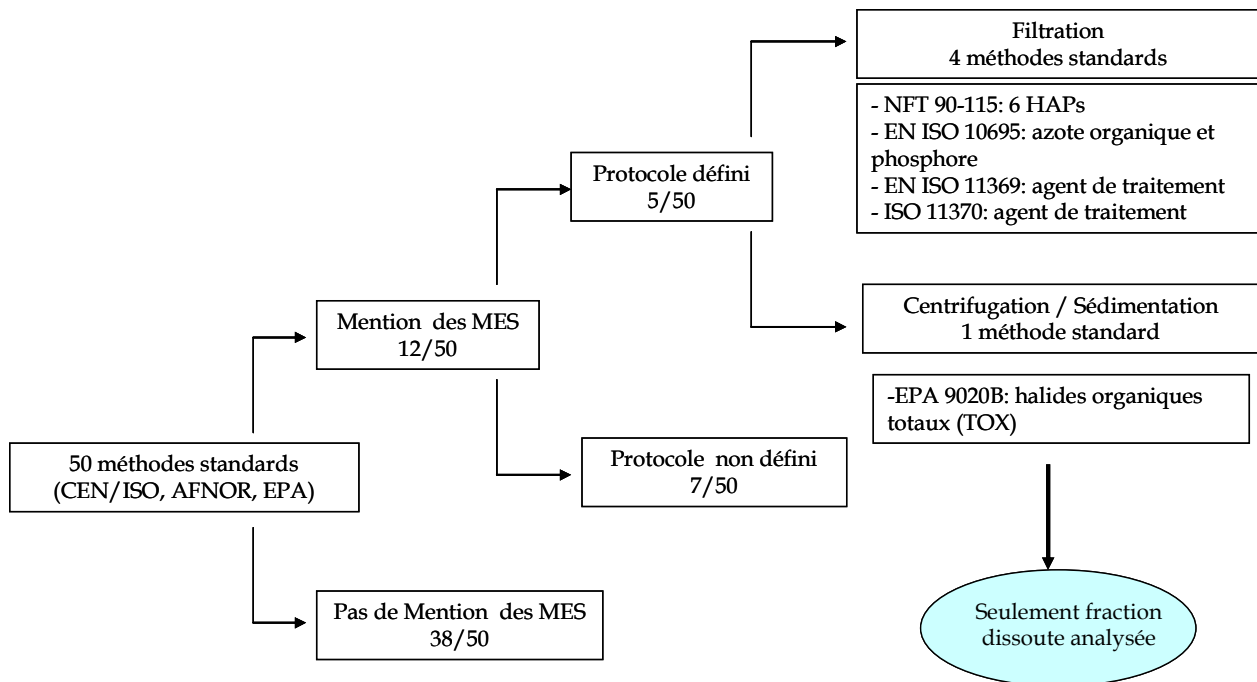 Filtration
4 méthodes standards
- NFT 90-115: 6 HAPs
- EN ISO 10695: azote organique et
phosphore
- EN ISO 11369: agent de traitement
- ISO 11370: agent de traitement
Protocole défini
5/50
Centrifugation / Sédimentation
1 méthode standard
Mention des MES
12/50
-EPA 9020B: halides organiques
totaux (TOX)
50 méthodes standards
(CEN/ISO, AFNOR, EPA)
Protocole non défini
7/50
Pas de Mention des MES
38/50
Seulement fraction
dissoute analysée